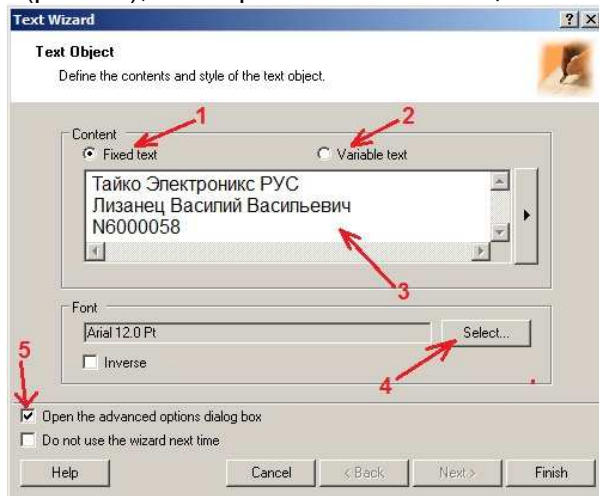 Text Wizard
Text Object
Define the contents and style of the text object.
1
2
Content
Fixed text
Variable text
Тайко Электроникс РУС
Лизанец Василий Васильевич
N6000058
3
Font
Arial 12.0 Pt
Select...
Inverse
4
5
Open the advanced options dialog box
Do not use the wizard next time
Help Cancel < Back Next > Finish